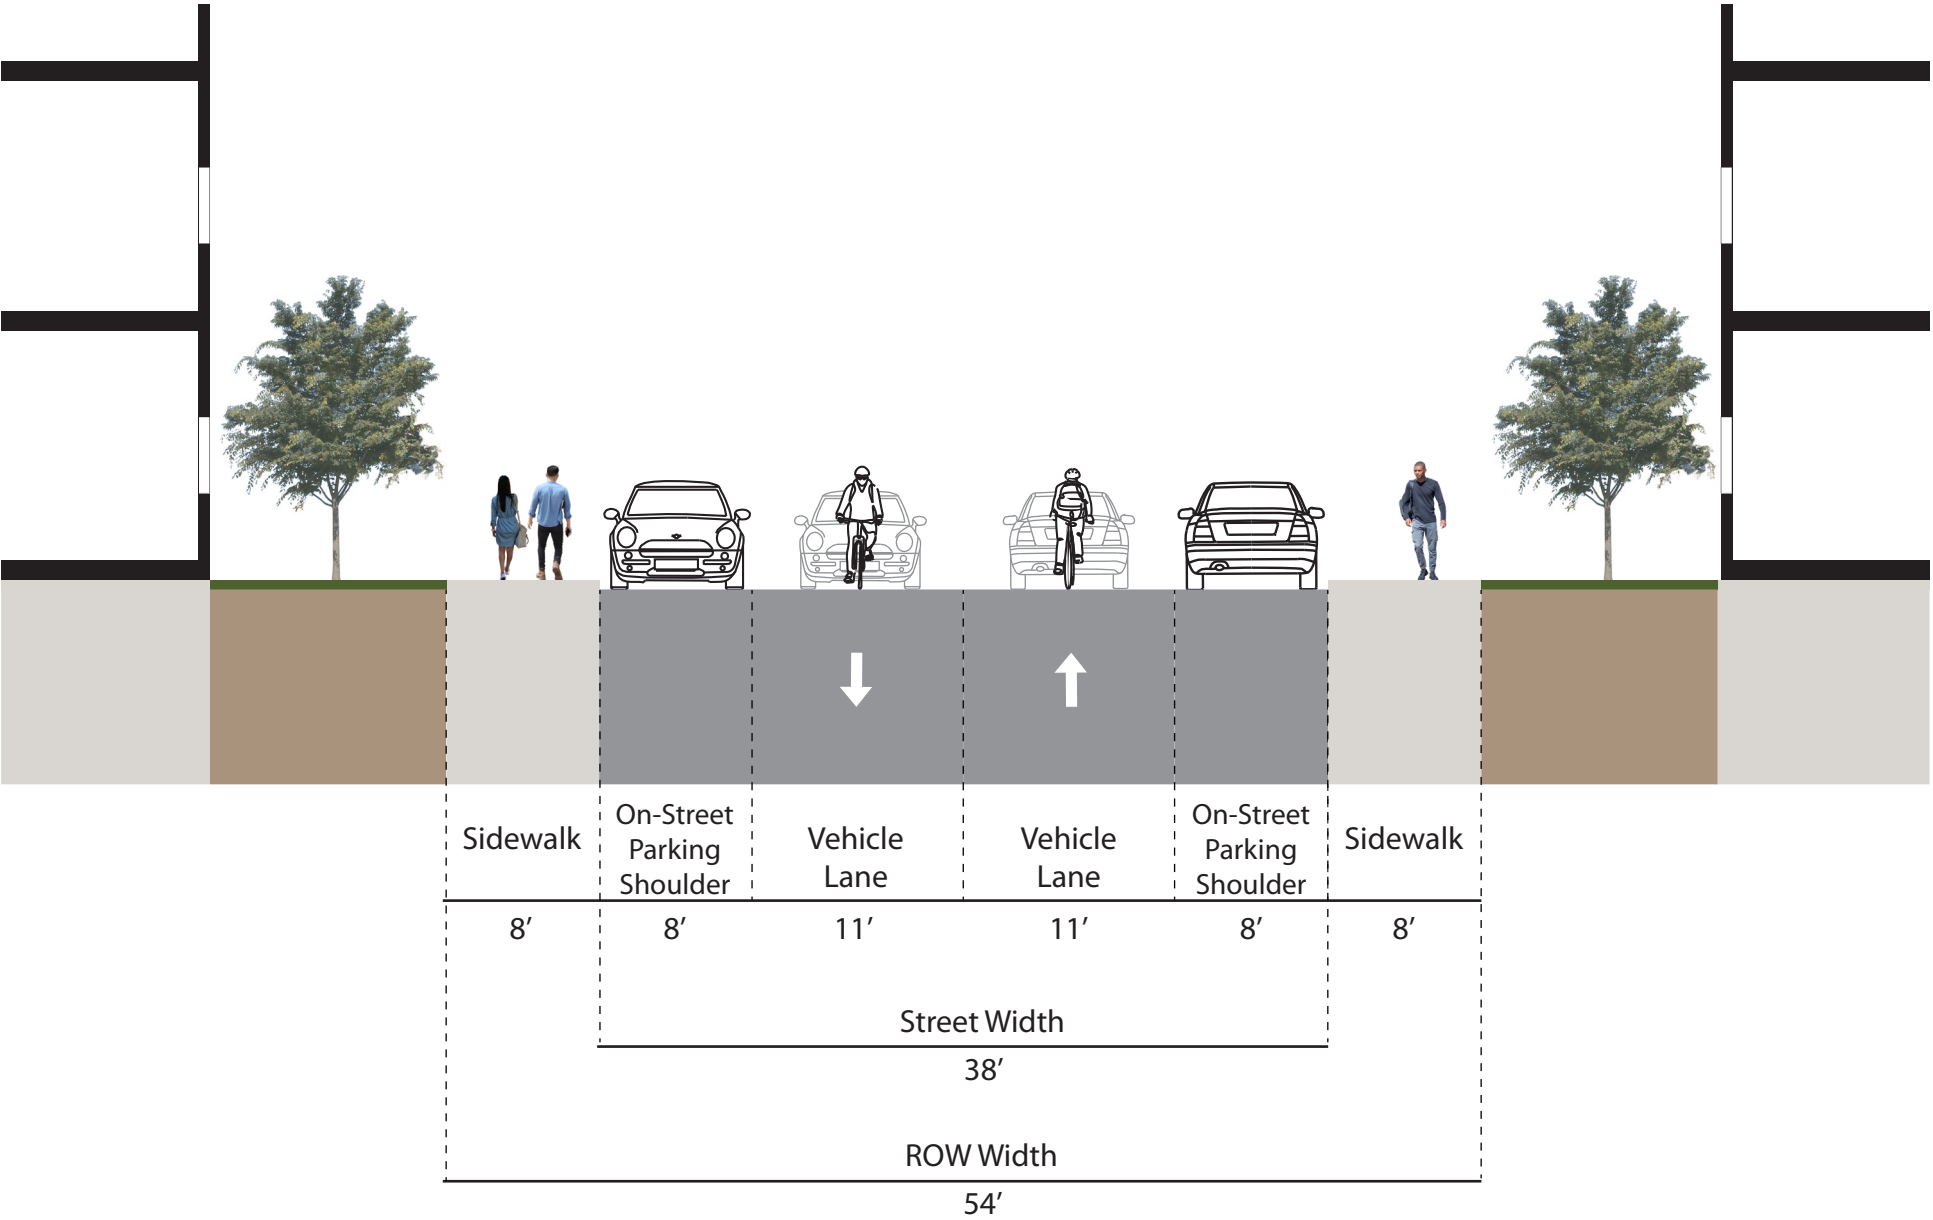 Sidewalk
On-Street
Parking
Shoulder
Vehicle
Lane
Vehicle
Lane
On-Street
Parking
Shoulder
Sidewalk
8’
8’
11’
11’
8’
8’
Street Width
38’
ROW Width
54’